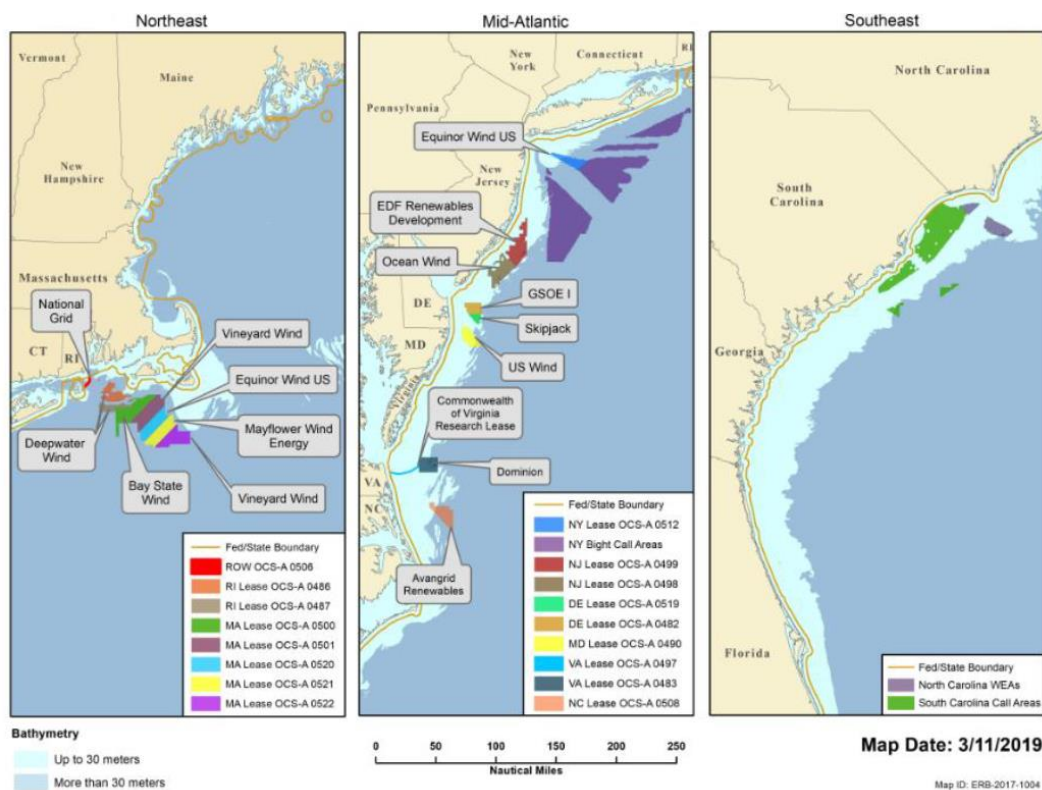 Northeast
Mid-Atlantic
Southeast
Vermont
Maine
New
Hampshire
Massachusetts
National
Grid
CT
RI
Vineyard Wind
Equinor Wind US
Mayflower Wind
Energy
Deepwater
Wind
Bay State
Wind
Vineyard Wind
Fed/State Boundary
ROW OCS-A 0506
RI Lease OCS-A 0486
RI Lease OCS-A 0487
MA Lease OCS-A 0500
MA Lease OCS-A 0501
MA Lease OCS-A 0520
MA Lease OCS-A 0521
MA Lease OCS-A 0522
New
York
Connecticut
RI
Pennsylvania
Equinor Wind US
New
Jersey
EDF Renewables
Development
Ocean Wind
DE
GSOE I
Skipjack
MD
US Wind
Virginia
Commonwealth
of Virginia
Research Lease
Dominion
VA
NC
Avangrid
Renewables
Fed/State Boundary
NY Lease OCS-A 0512
NY Bight Call Areas
NJ Lease OCS-A 0499
NJ Lease OCS-A 0498
DE Lease OCS-A 0519
DE Lease OCS-A 0482
MD Lease OCS-A 0490
VA Lease OCS-A 0497
VA Lease OCS-A 0483
NC Lease OCS-A 0508
North Carolina
South
Carolina
Georgia
Florida
Fed/State Boundary
North Carolina WEAs
South Carolina Call Areas
Bathymetry
Up to 30 meters
More than 30 meters
0 50 100 150 200 250
Nautical Miles
Map Date: 3/11/2019
Map ID: ERB-2017-1004